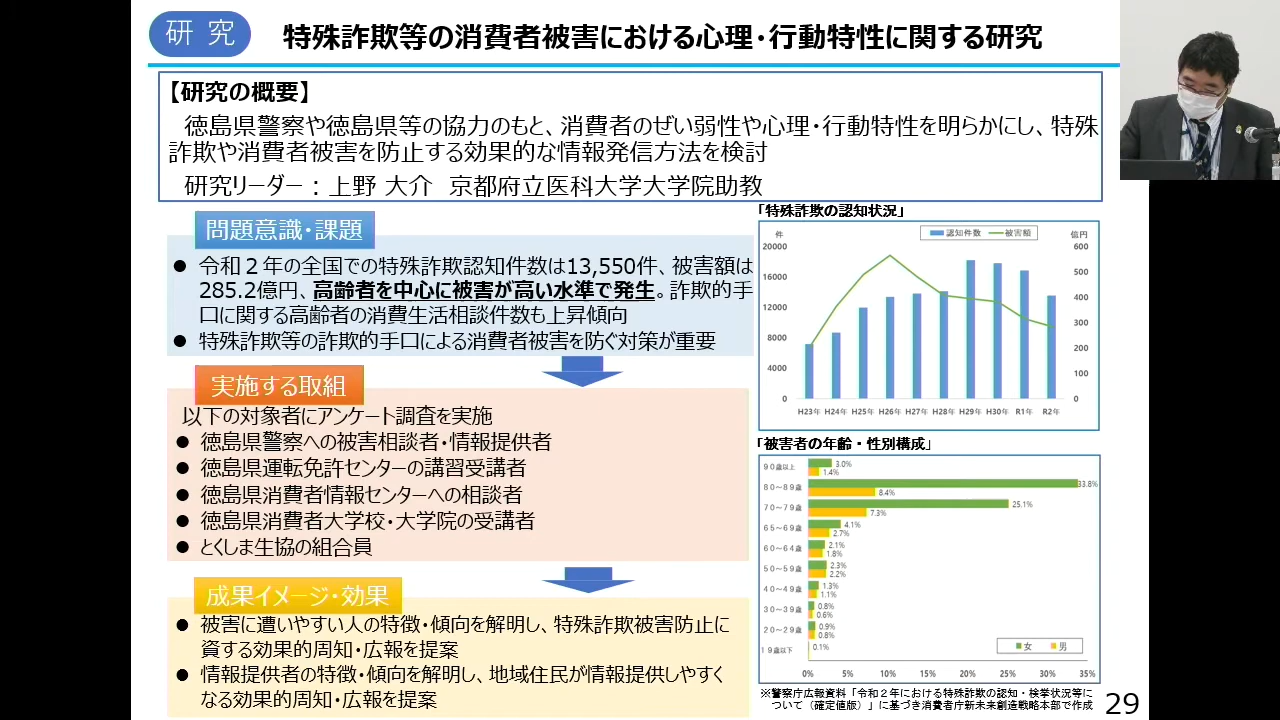 研 究
特殊詐欺等の消費者被害における心理・行動特性に関する研究
【研究の概要】
徳島県警察や徳島県等の協力のもと、消費者のぜい弱性や心理・行動特性を明らかにし、特殊
詐欺や消費者被害を防止する効果的な情報発信方法を検討
研究リーダー：上野 大介 京都府立医科大学大学院助教
問題意識・課題
● 令和２年の全国での特殊詐欺認知件数は13,550件、被害額は
285.2億円、高齢者を中心に被害が高い水準で発生。詐欺的手
口に関する高齢者の消費生活相談件数も上昇傾向
● 特殊詐欺等の詐欺的手口による消費者被害を防ぐ対策が重要
実施する取組
以下の対象者にアンケート調査を実施
● 徳島県警察への被害相談者・情報提供者
● 徳島県運転免許センターの講習受講者
● 徳島県消費者情報センターへの相談者
● 徳島県消費者大学校・大学院の受講者
● とくしま生協の組合員
成果イメージ・効果
● 被害に遭いやすい人の特徴・傾向を解明し、特殊詐欺被害防止に
資する効果的周知・広報を提案
● 情報提供者の特徴・傾向を解明し、地域住民が情報提供しやすく
なる効果的周知・広報を提案
「特殊詐欺の認知状況」
件 認知件数 被害額 億円
20000 600
16000 500
12000 400
8000 300
4000 200
0 100
0
H23年 H24年 H25年 H26年 H27年 H28年 H29年 H30年 R1年 R2年
「被害者の年齢・性別構成」
９０歳以上 3.0%
1.4%
８０～８９歳 33.8%
8.4%
７０～７９歳 25.1%
7.3%
６５～６９歳 4.1%
2.7%
６０～６４歳 2.1%
1.8%
５０～５９歳 2.3%
2.2%
４０～４９歳 1.3%
1.1%
３０～３９歳 0.8%
0.6%
２０～２９歳 0.9%
0.8%
１９歳以下 0.1%
女 男
0% 5% 10% 15% 20% 25% 30% 35%
※警察庁広報資料「令和２年における特殊詐欺の認知・検挙状況等に
ついて（確定値版）」に基づき消費者庁新未来創造戦略本部で作成
29